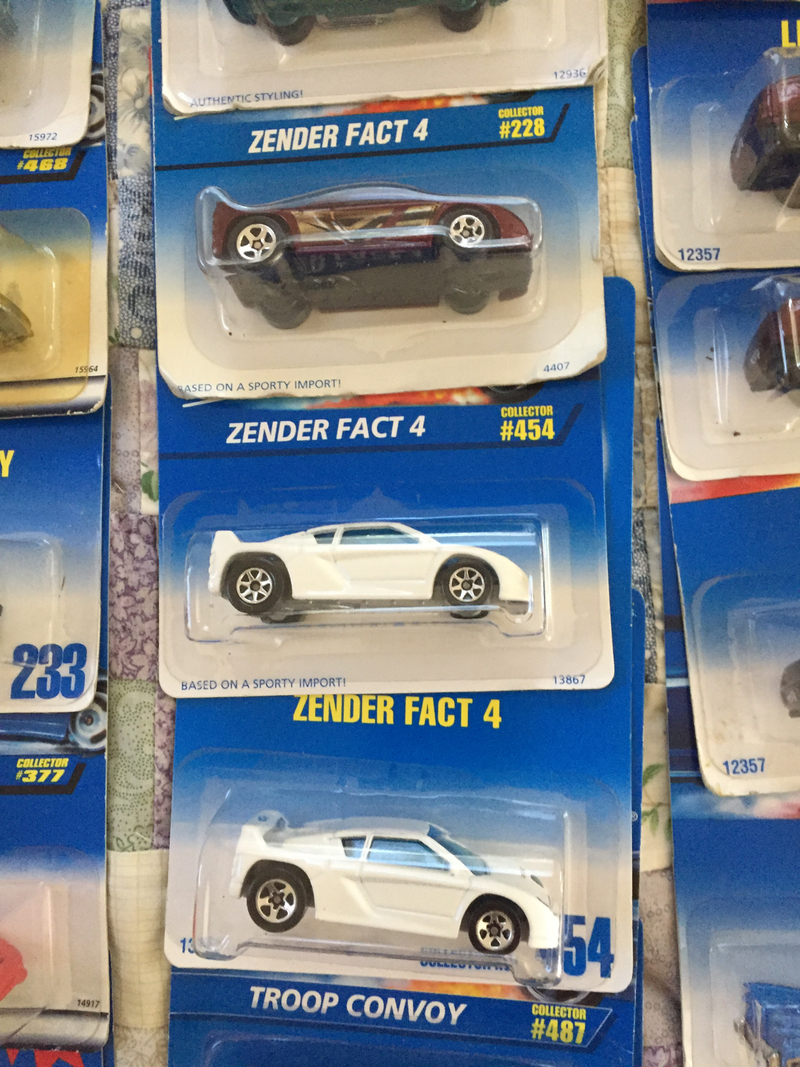 15972
COLLECTOR
#468
15964
Y
233
COLLECTOR
#377
14917
AUTHENTIC STYLING!
12936
ZENDER FACT 4
COLLECTOR
#228
BASED ON A SPORTY IMPORT!
4407
ZENDER FACT 4
COLLECTOR
#454
BASED ON A SPORTY IMPORT!
13867
ZENDER FACT 4
13
54
TROOP CONVOY
COLLECTOR
#487
12357
12357